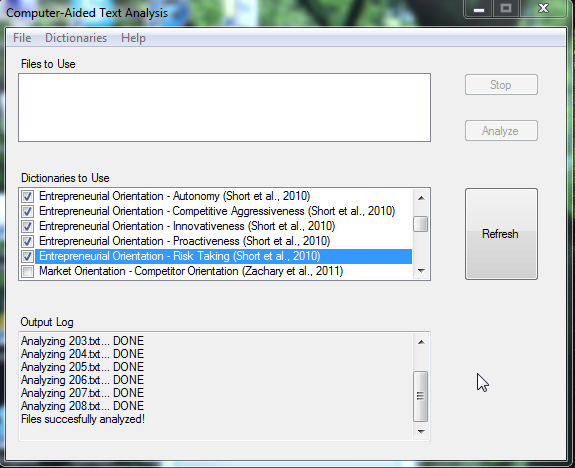 Computer-Aided Text Analysis
File Dictionaries Help
Files to Use
Stop
Analyze
Dictionaries to Use
Entrepreneurial Orientation - Autonomy (Short et al., 2010)
Entrepreneurial Orientation - Competitive Aggressiveness (Short et al., 2010)
Entrepreneurial Orientation - Innovativeness (Short et al., 2010)
Entrepreneurial Orientation - Proactiveness (Short et al., 2010)
Entrepreneurial Orientation - Risk Taking (Short et al., 2010)
Market Orientation - Competitor Orientation (Zachary et al., 2011)
Refresh
Output Log
Analyzing 203.txt... DONE
Analyzing 204.txt... DONE
Analyzing 205.txt... DONE
Analyzing 206.txt... DONE
Analyzing 207.txt... DONE
Analyzing 208.txt... DONE
Files succesfully analyzed!